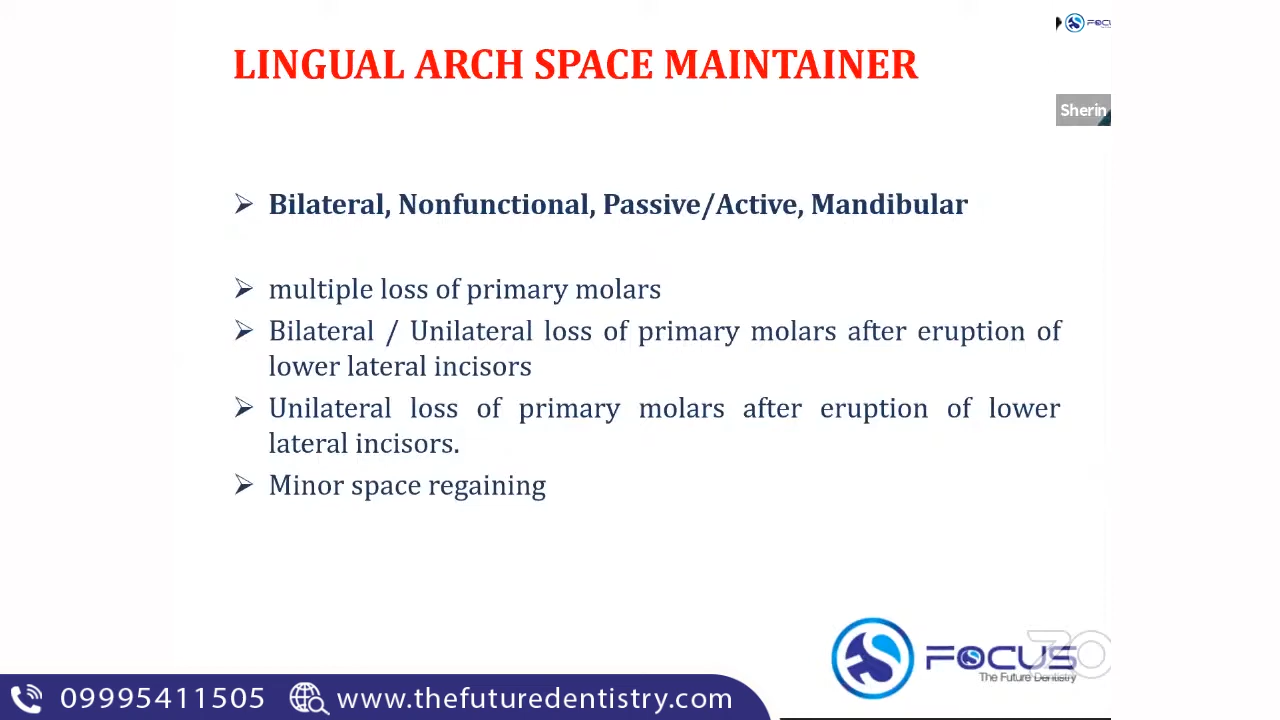 LINGUAL ARCH SPACE MAINTAINER
Sherin
➢ Bilateral, Nonfunctional, Passive/Active, Mandibular
➢ multiple loss of primary molars
➢ Bilateral / Unilateral loss of primary molars after eruption of
lower lateral incisors
➢ Unilateral loss of primary molars after eruption of lower
lateral incisors.
➢ Minor space regaining
FOCUS
The Future Dentistry
09995411505 www.thefuturedentistry.com